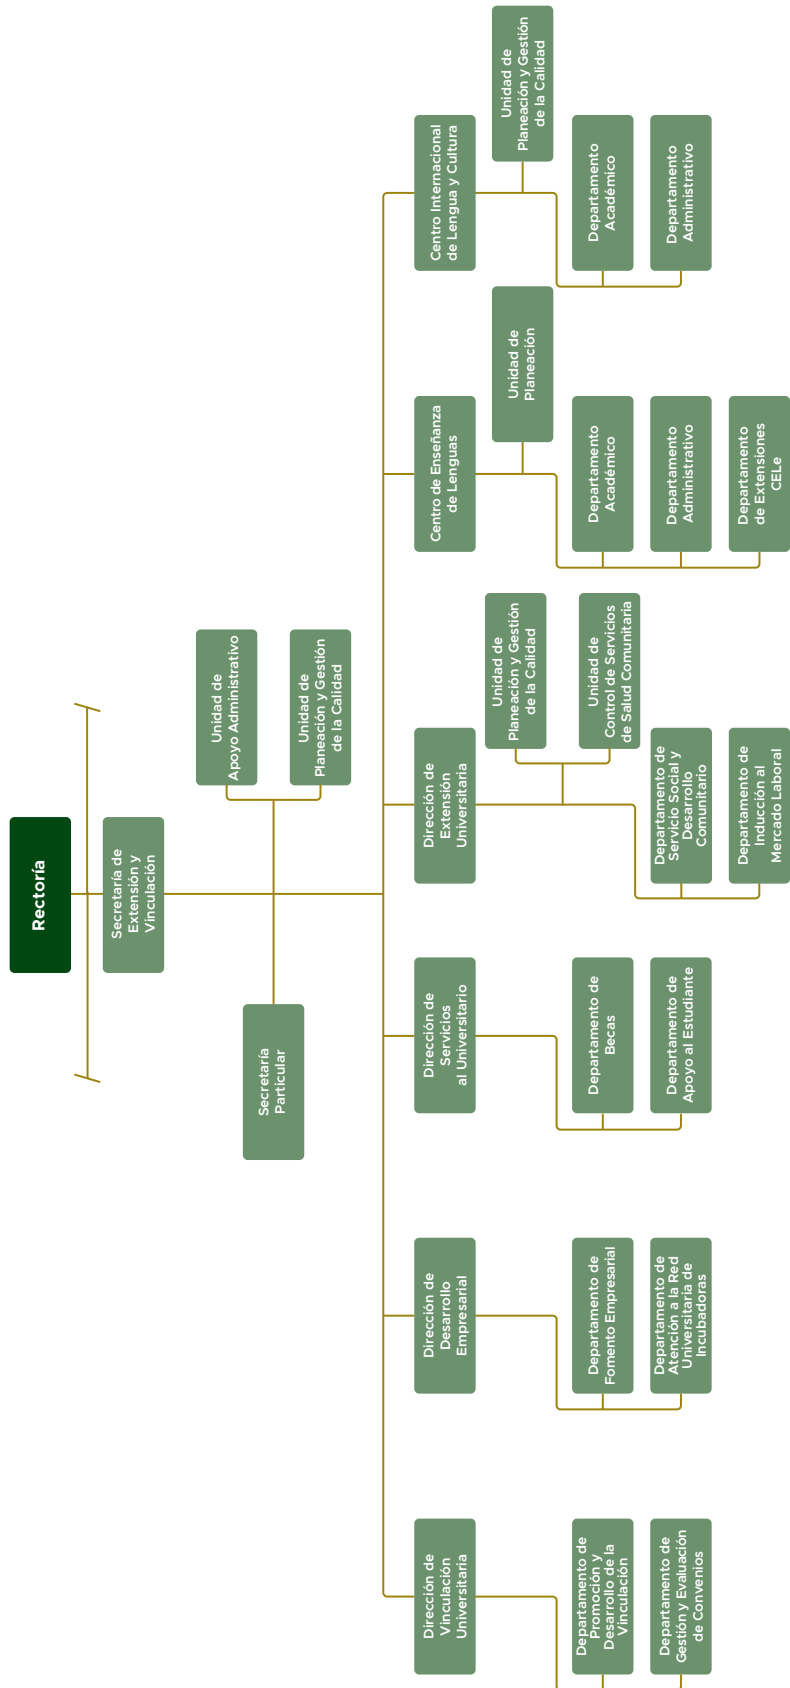 Rectoría
Secretaría de
Extensión y
Vinculación
Secretaría
Particular
Unidad de
Apoyo Administrativo
Unidad de
Planeación y Gestión
de la Calidad
Dirección de
Vinculación
Universitaria
Departamento de
Promoción y
Desarrollo de la
Vinculación
Departamento de
Gestión y Evaluación
de Convenios
Dirección de
Desarrollo
Empresarial
Departamento de
Fomento Empresarial
Departamento de
Atención a la Red
Universitaria de
Incubadoras
Dirección de
Servicios
al Universitario
Departamento de
Becas
Departamento de
Apoyo al Estudiante
Dirección de
Extensión
Universitaria
Unidad de
Planeación y Gestión
de la Calidad
Unidad de
Control de Servicios
de Salud Comunitaria
Departamento de
Servicio Social y
Desarrollo
Comunitario
Departamento de
Inducción al
Mercado Laboral
Centro de Enseñanza
de Lenguas
Unidad de
Planeación
Departamento
Académico
Departamento
Administrativo
Departamento
de Extensiones
CELe
Centro Internacional
de Lengua y Cultura
Unidad de
Planeación y Gestión
de la Calidad
Departamento
Académico
Departamento
Administrativo